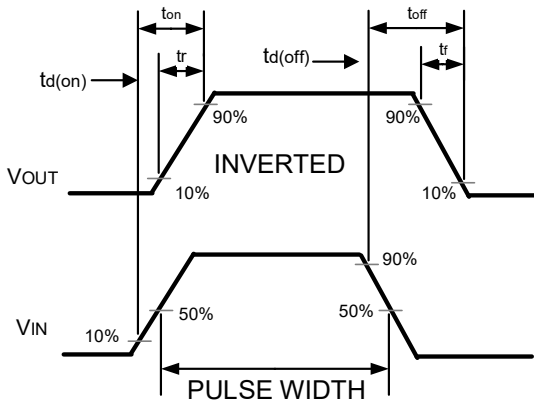 ton
toff
tr
td(off)
tf
td(on)
90%
90%
INVERTED
VOUT
10%
10%
90%
50%
50%
VIN
10%
PULSE WIDTH